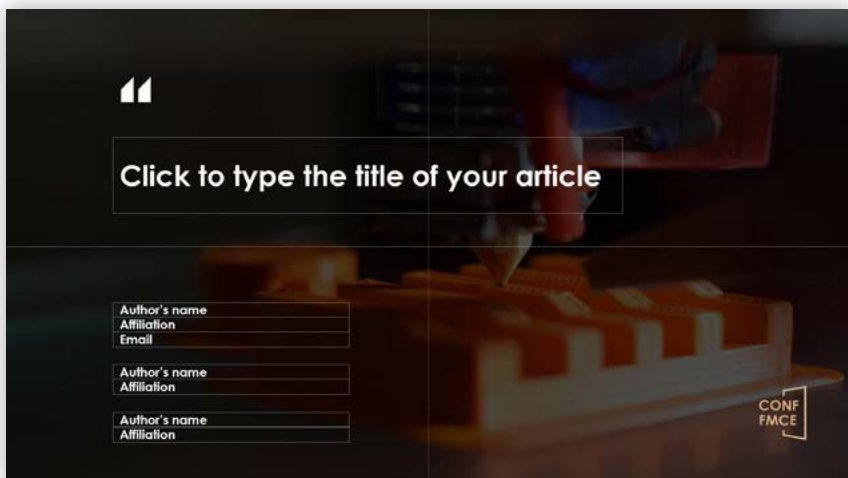 Click to type the title of your article
Author's name
Affiliation
Email
Author's name
Affiliation
Author's name
Affiliation
CONF
FMCE